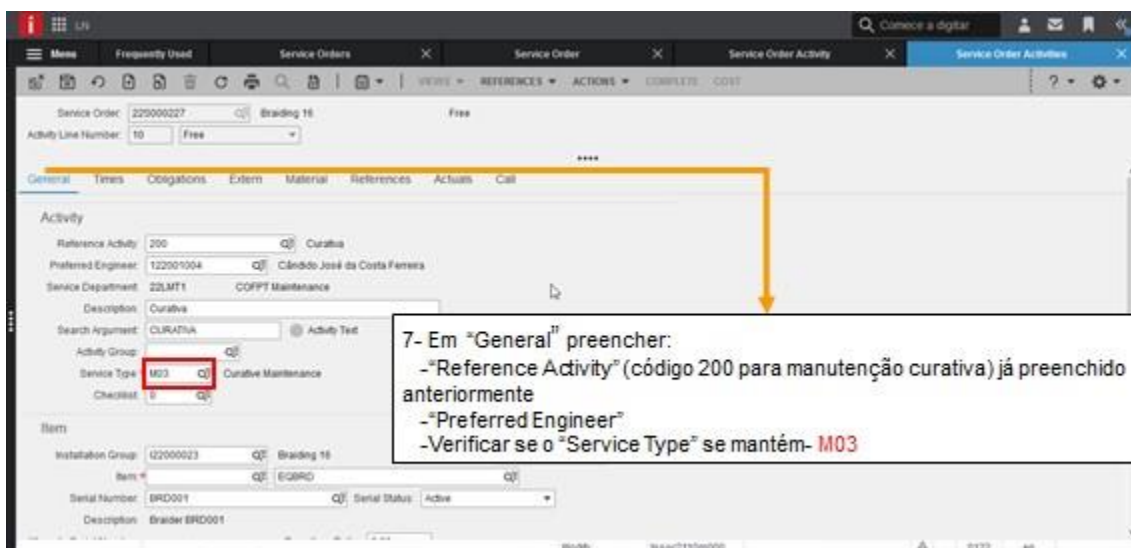 LN
Comece a digitar
Menu Frequently Used Service Orders Service Order Service Order Activity Service Order Activities
VIEWS REFERENCES ACTIONS COMPLETE COST
Service Order: 225000227 Braiding 16 Free
Activity Line Number: 10 Free
General Times Obligations Extern Material References Actuals Call
Activity
Reference Activity: 200 Curativa
Preferred Engineer: 122001004 Cândido José da Costa Ferreira
Service Department: 22LMT1 COFPT Maintenance
Description: Curativa
Search Argument: CURATIVA Activity Text
Activity Group:
Service Type: M03 Curative Maintenance
Checklist: 0
7- Em “General” preencher:
-“Reference Activity” (código 200 para manutenção curativa) já preenchido
anteriormente
-“Preferred Engineer”
-Verificar se o “Service Type” se mantém- M03
Item
Installation Group: I22000023 Braiding 16
Item:* EQBRD
Serial Number: BRD001 Serial Status: Active
Description: Braider BRD001